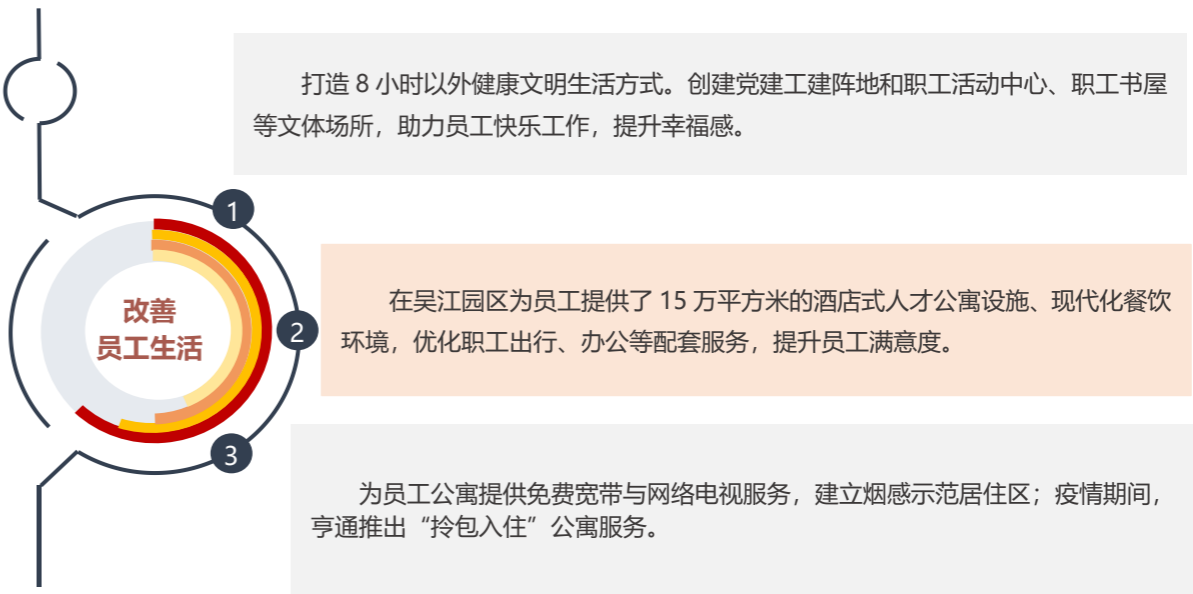 打造 8 小时以外健康文明生活方式。创建党建工建阵地和职工活动中心、职工书屋
等文体场所，助力员工快乐工作，提升幸福感。
1
改善
员工生活
2
在吴江园区为员工提供了 15 万平方米的酒店式人才公寓设施、现代化餐饮
环境，优化职工出行、办公等配套服务，提升员工满意度。
3
为员工公寓提供免费宽带与网络电视服务，建立烟感示范居住区；疫情期间，
亨通推出“拎包入住”公寓服务。